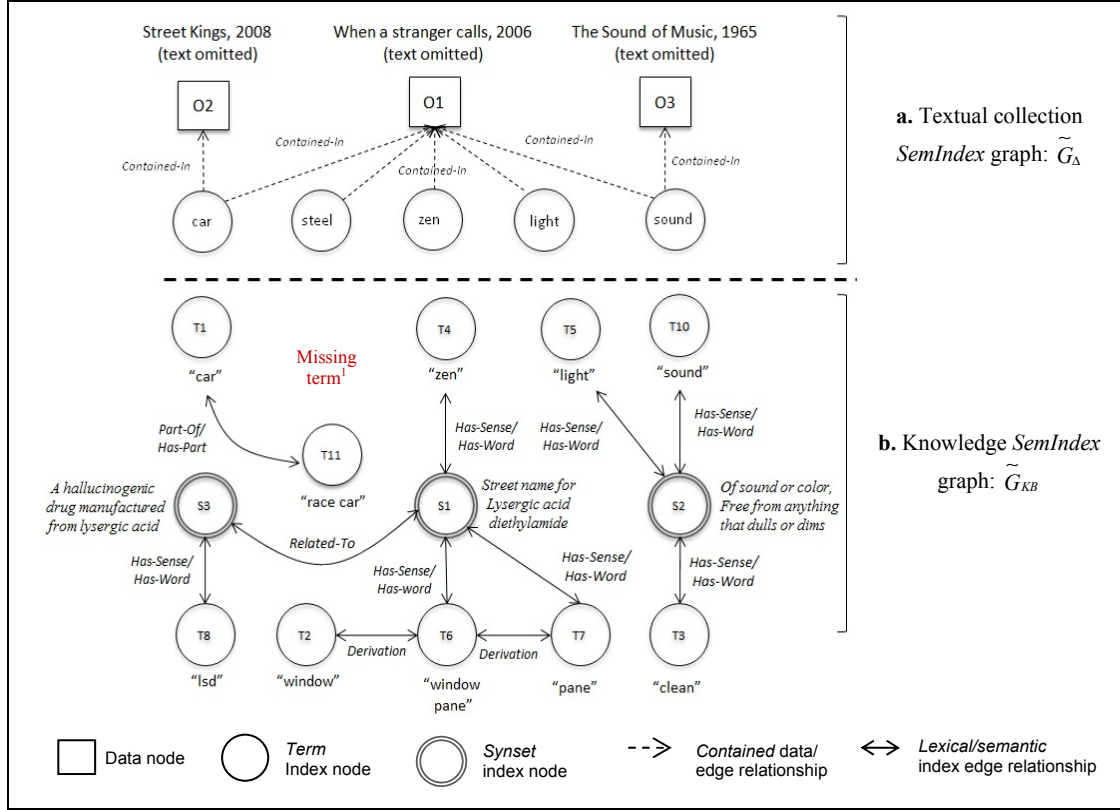 Street Kings, 2008
(text omitted)
When a stranger calls, 2006
(text omitted)
The Sound of Music, 1965
(text omitted)
O2
O1
O3
Contained-In
Contained-In
Contained-In
Contained-In
Contained-In
car
steel
zen
light
sound
a. Textual collection
SemIndex graph: G̃Δ
T1
"car"
Missing
term1
T4
"zen"
T5
"light"
T10
"sound"
Part-Of/
Has-Part
T11
"race car"
Has-Sense/
Has-Word
Has-Sense/
Has-Word
Has-Sense/
Has-Word
b. Knowledge SemIndex
graph: G̃KB
A hallucinogenic
drug manufactured
from lysergic acid
S3
S1
Street name for
Lysergic acid
diethylamide
S2
Of sound or color,
Free from anything
that dulls or dims
Related-To
Has-Sense/
Has-Word
Has-Sense/
Has-word
Has-Sense/
Has-Word
Has-Sense/
Has-Word
T8
"lsd"
T2
"window"
Derivation
T6
"window
pane"
Derivation
T7
"pane"
T3
"clean"
Data node
Term
Index node
Synset
index node
Contained data/
edge relationship
Lexical/semantic
index edge relationship